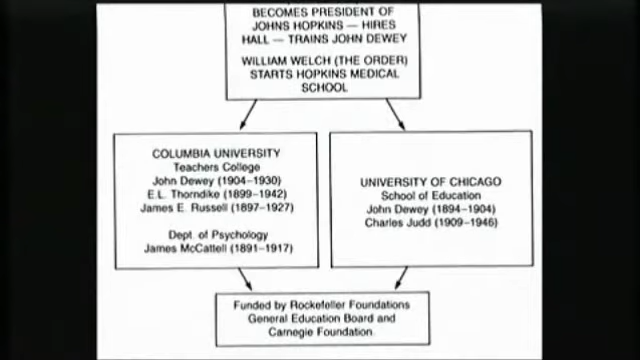 BECOMES PRESIDENT OF
JOHNS HOPKINS — HIRES
HALL — TRAINS JOHN DEWEY
WILLIAM WELCH (THE ORDER)
STARTS HOPKINS MEDICAL
SCHOOL
COLUMBIA UNIVERSITY
Teachers College
John Dewey (1904–1930)
E.L. Thorndike (1899–1942)
James E. Russell (1897–1927)
Dept. of Psychology
James McCattell (1891–1917)
UNIVERSITY OF CHICAGO
School of Education
John Dewey (1894–1904)
Charles Judd (1909–1946)
Funded by Rockefeller Foundations
General Education Board and
Carnegie Foundation.